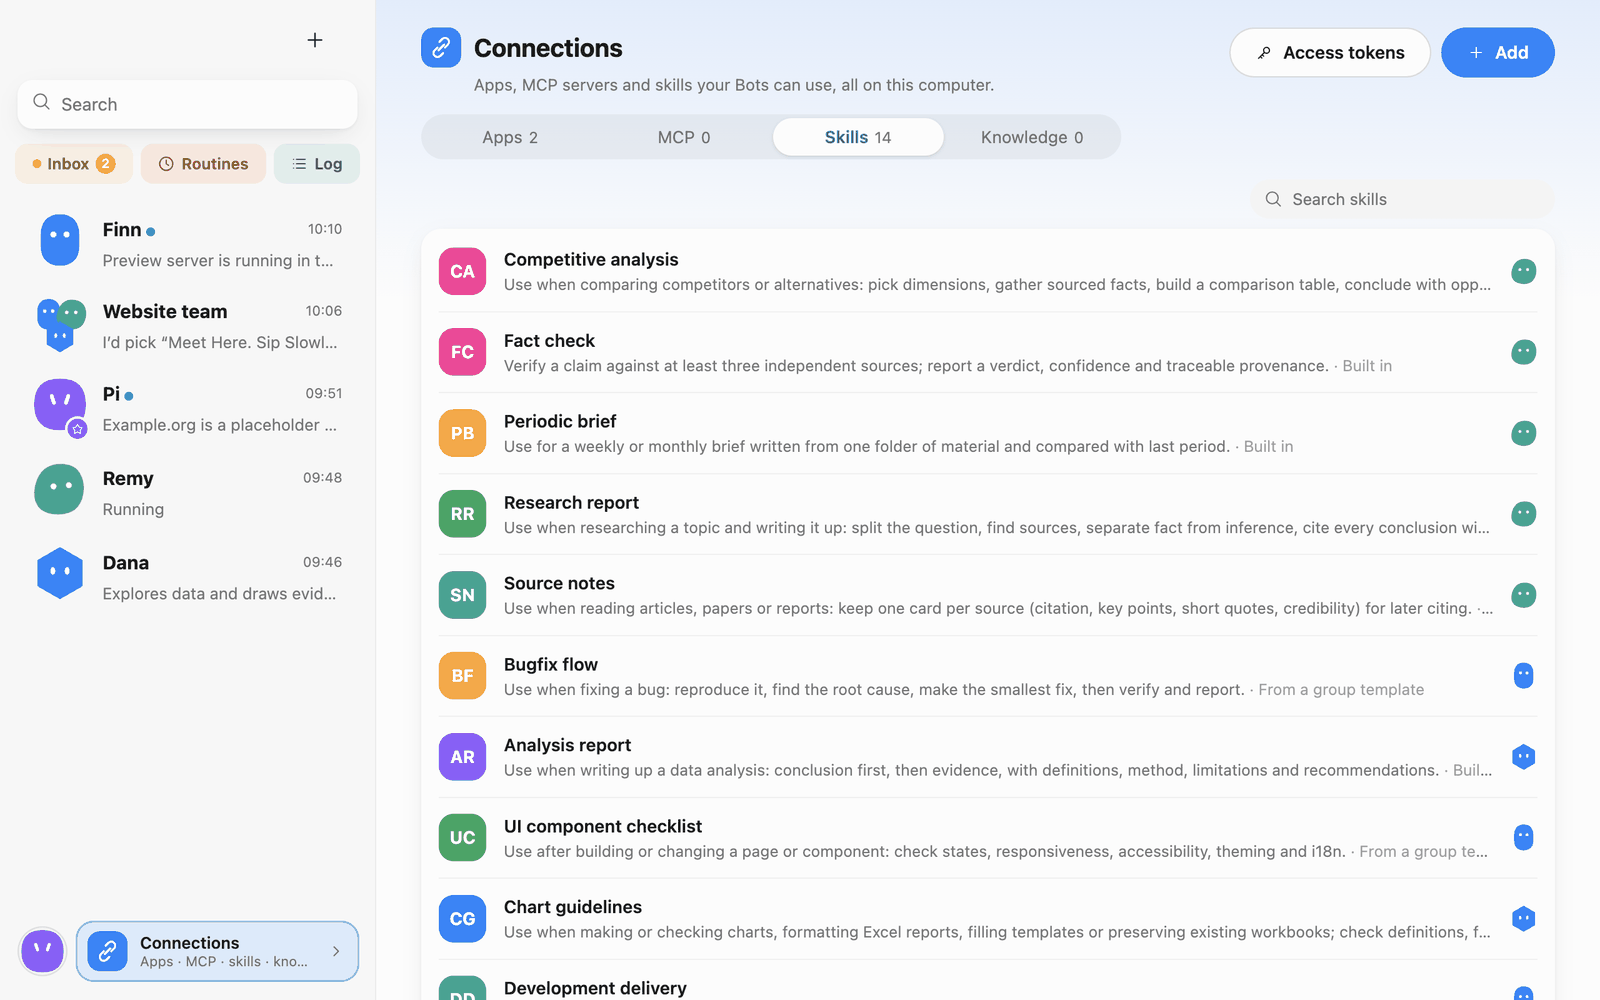 Search
Inbox 2
Routines
Log
Finn
10:10
Preview server is running in t...
Website team
10:06
I'd pick “Meet Here. Sip Slowl...
Pi
09:51
Example.org is a placeholder ...
Remy
09:48
Running
Dana
09:46
Explores data and draws evid...
Connections
Apps · MCP · skills · kno...
Connections
Apps, MCP servers and skills your Bots can use, all on this computer.
Access tokens
Add
Apps 2
MCP 0
Skills 14
Knowledge 0
Search skills
CA
Competitive analysis
Use when comparing competitors or alternatives: pick dimensions, gather sourced facts, build a comparison table, conclude with opp...
FC
Fact check
Verify a claim against at least three independent sources; report a verdict, confidence and traceable provenance. · Built in
PB
Periodic brief
Use for a weekly or monthly brief written from one folder of material and compared with last period. · Built in
RR
Research report
Use when researching a topic and writing it up: split the question, find sources, separate fact from inference, cite every conclusion wi...
SN
Source notes
Use when reading articles, papers or reports: keep one card per source (citation, key points, short quotes, credibility) for later citing. ·...
BF
Bugfix flow
Use when fixing a bug: reproduce it, find the root cause, make the smallest fix, then verify and report. · From a group template
AR
Analysis report
Use when writing up a data analysis: conclusion first, then evidence, with definitions, method, limitations and recommendations. · Buil...
UC
UI component checklist
Use after building or changing a page or component: check states, responsiveness, accessibility, theming and i18n. · From a group te...
CG
Chart guidelines
Use when making or checking charts, formatting Excel reports, filling templates or preserving existing workbooks; check definitions, f...
DD
Development delivery